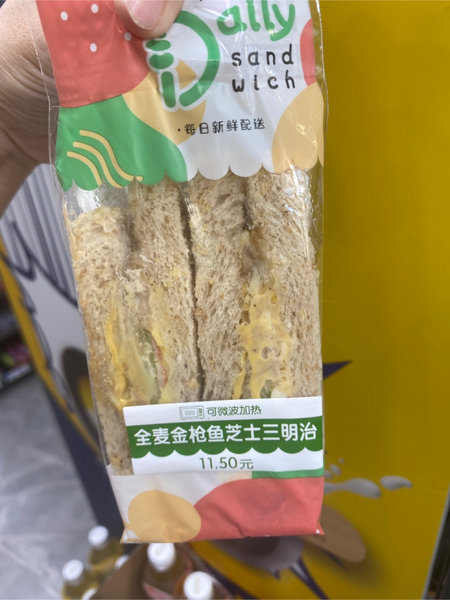 Daily
sand
wich
·每日新鲜配送
可微波加热
全麦金枪鱼芝士三明治
11.50元